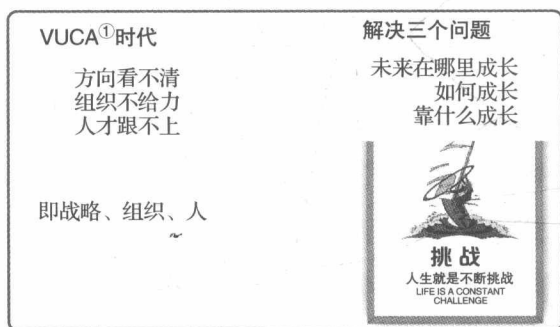 VUCA①时代
方向看不清
组织不给力
人才跟不上
即战略、组织、人
解决三个问题
未来在哪里成长
如何成长
靠什么成长
挑战
人生就是不断挑战
LIFE IS A CONSTANT
CHALLENGE